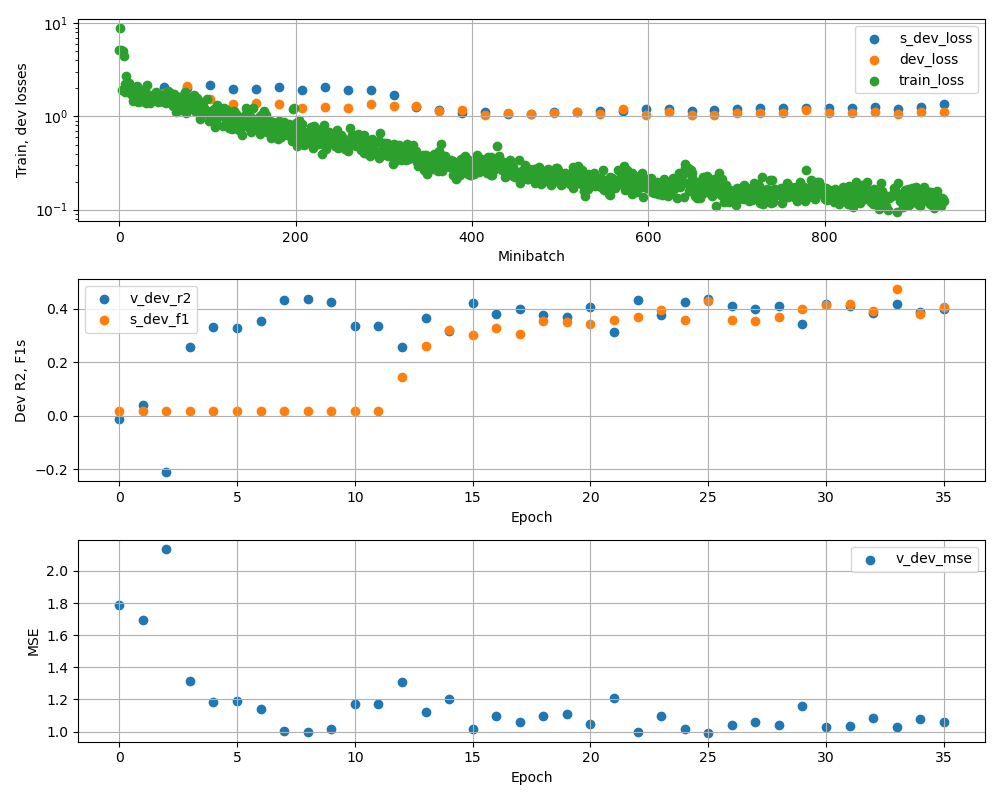 10¹
10⁰
10⁻¹
Train, dev losses
s_dev_loss
dev_loss
train_loss
0 200 400 600 800
Minibatch
0.4
0.2
0.0
−0.2
Dev R2, F1s
v_dev_r2
s_dev_f1
0 5 10 15 20 25 30 35
Epoch
2.0
1.8
1.6
1.4
1.2
1.0
MSE
v_dev_mse
0 5 10 15 20 25 30 35
Epoch